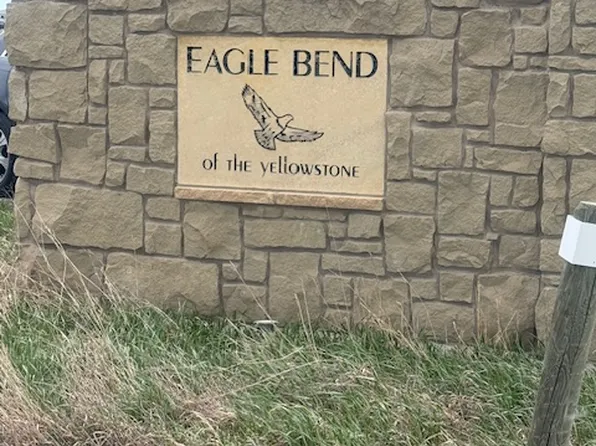 EAGLE BEND
of THE YELLOWSTONE